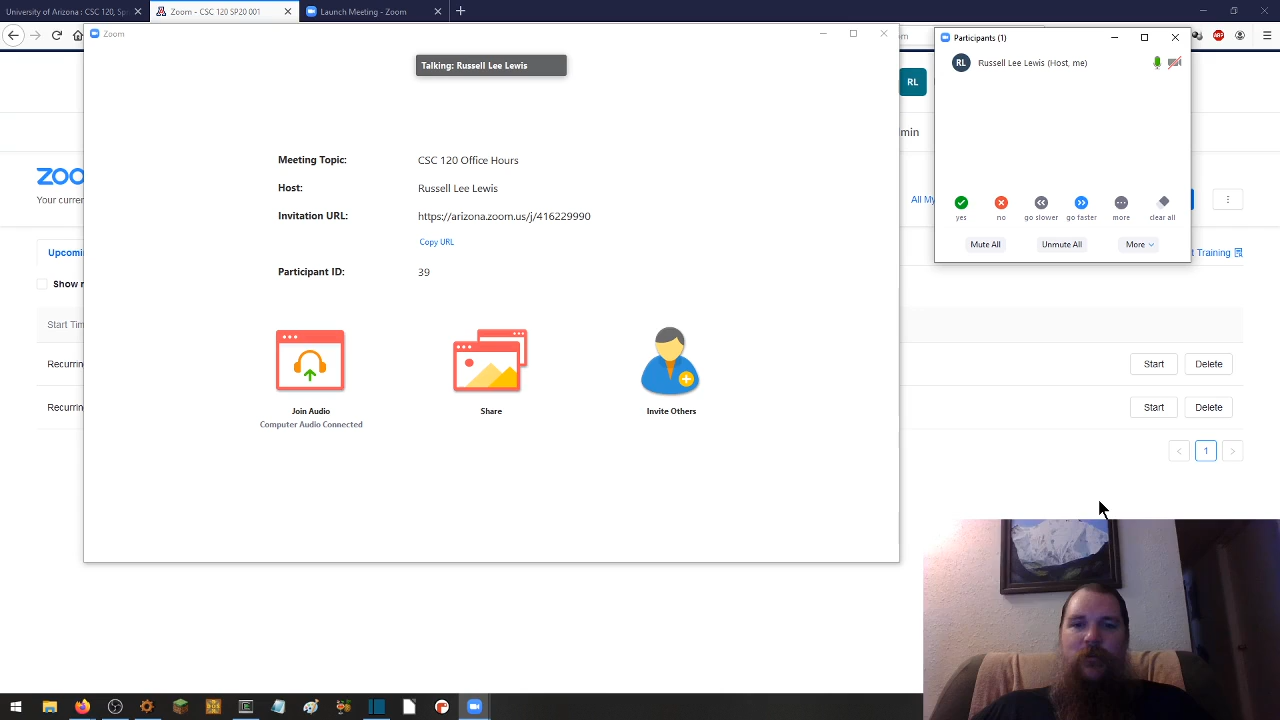 University of Arizona : CSC 120, Sp
Zoom - CSC 120 SP20 001
Launch Meeting - Zoom
Zoom
Talking: Russell Lee Lewis
Meeting Topic:
CSC 120 Office Hours
Host:
Russell Lee Lewis
Invitation URL:
https://arizona.zoom.us/j/416229990
Copy URL
Participant ID:
39
Join Audio
Computer Audio Connected
Share
Invite Others
Participants (1)
RL
Russell Lee Lewis (Host, me)
yes
no
go slower
go faster
more
clear all
Mute All
Unmute All
More
om
RL
min
zoo
Your curren
All My
Upcomi
t Training
Show r
Start Tim
Recurring
Start
Delete
Recurring
Start
Delete
1